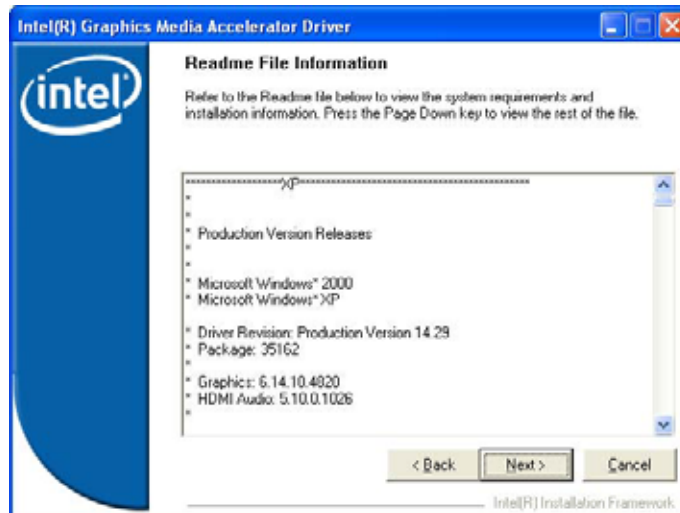 Intel(R) Graphics Media Accelerator Driver
intel
Readme File Information
Refer to the Readme file below to view the system requirements and
installation information. Press the Page Down key to view the rest of the file.
********************XP************************************************
*
*
* Production Version Releases
*
*
* Microsoft Windows* 2000
* Microsoft Windows* XP
*
* Driver Revision: Production Version 14.29
* Package: 35162
*
* Graphics: 6.14.10.4820
* HDMI Audio: 5.10.0.1026
*
< Back Next > Cancel
Intel(R) Installation Framework